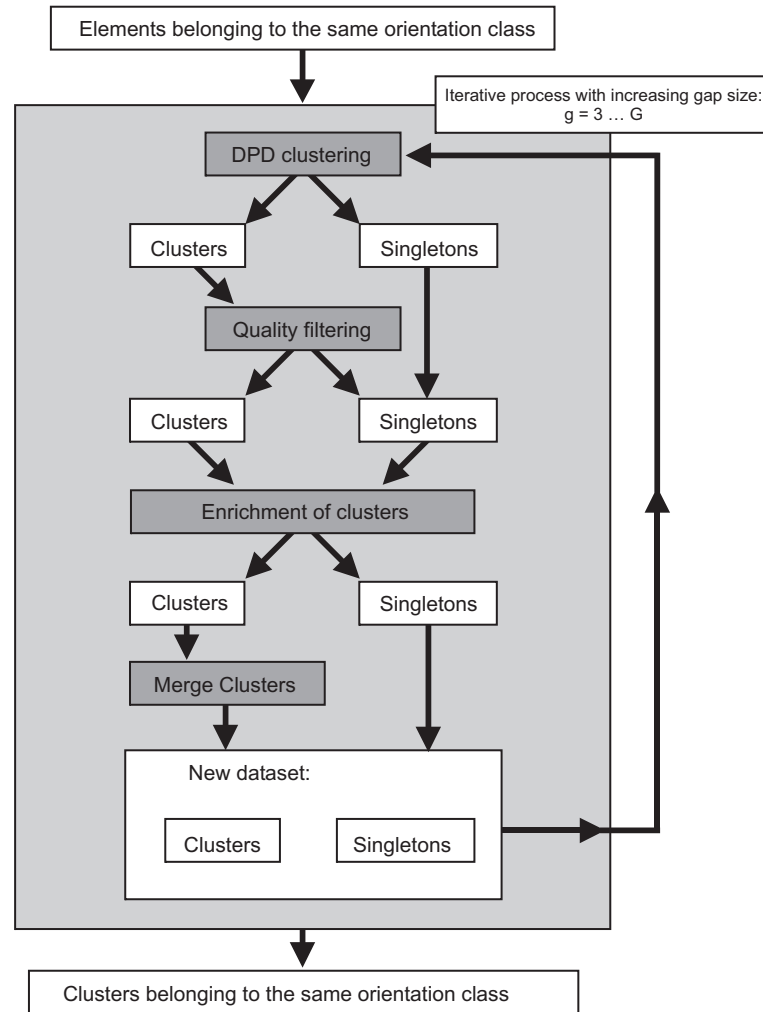 Elements belonging to the same orientation class
Iterative process with increasing gap size:
g = 3 … G
DPD clustering
Clusters
Singletons
Quality filtering
Clusters
Singletons
Enrichment of clusters
Clusters
Singletons
Merge Clusters
New dataset:
Clusters
Singletons
Clusters belonging to the same orientation class